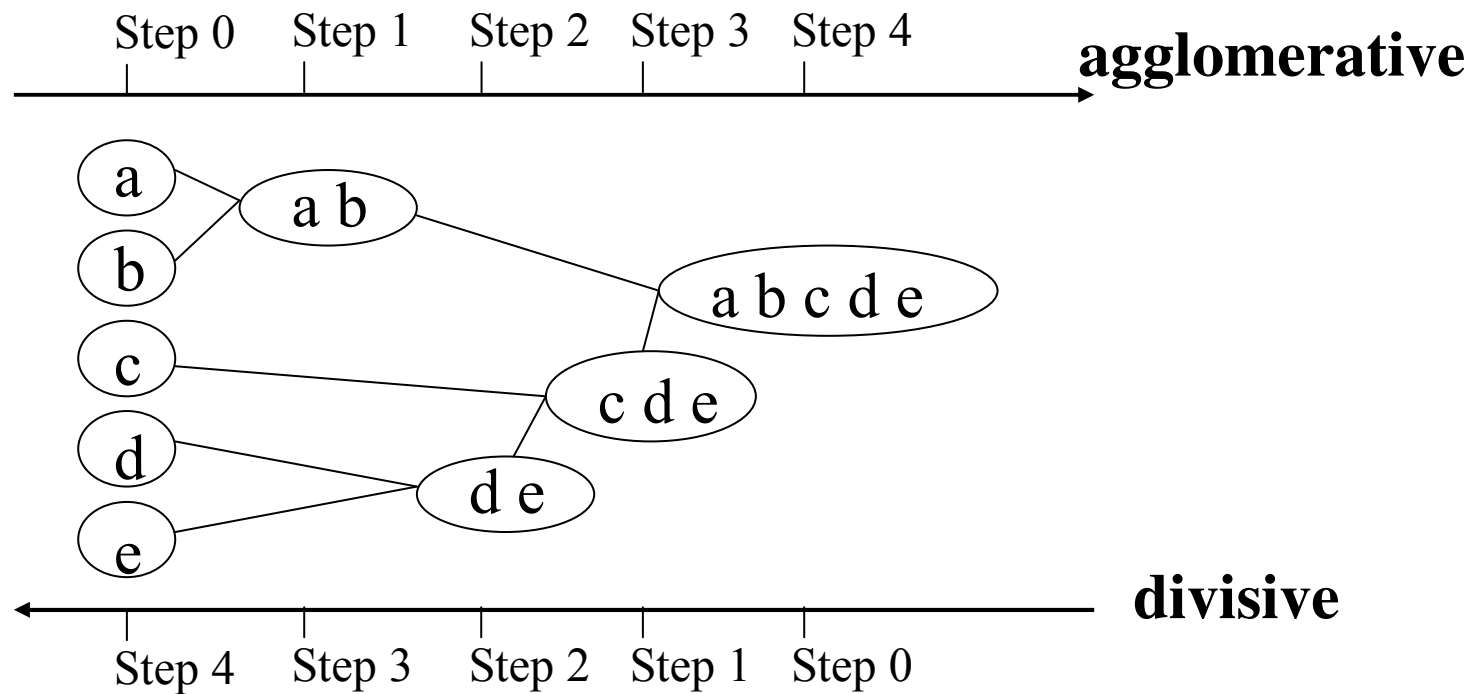 Step 0 Step 1 Step 2 Step 3 Step 4
agglomerative
a
a b
b
a b c d e
c
c d e
d
d e
e
divisive
Step 4 Step 3 Step 2 Step 1 Step 0